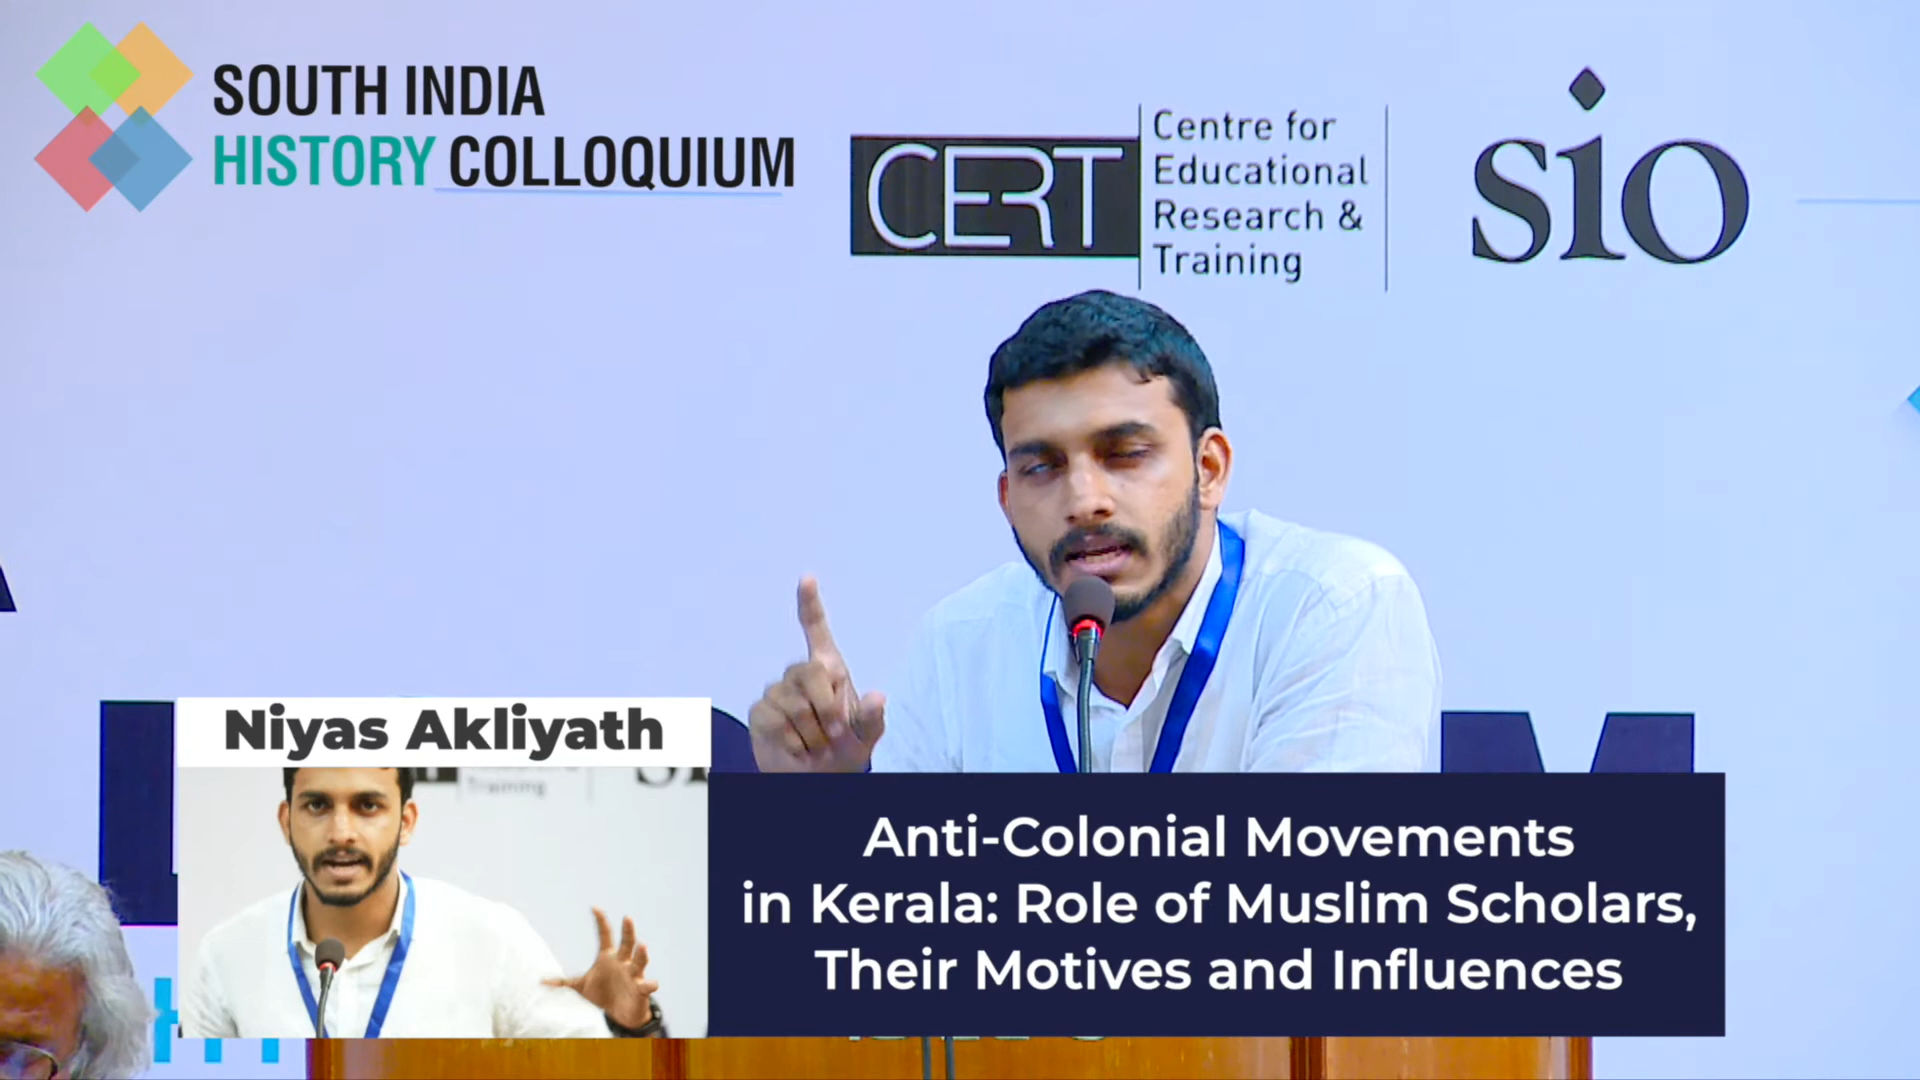 SOUTH INDIA
HISTORY COLLOQUIUM
CERT
Centre for
Educational
Research &
Training
sio
Niyas Akliyath
Training
Anti-Colonial Movements
in Kerala: Role of Muslim Scholars,
Their Motives and Influences